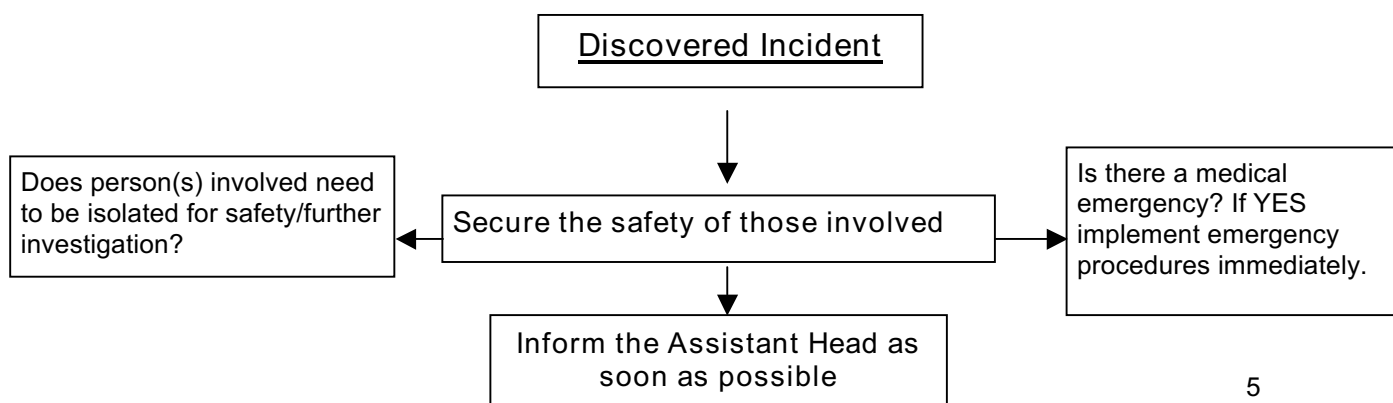 Discovered Incident
Does person(s) involved need
to be isolated for safety/further
investigation?
Secure the safety of those involved
Is there a medical
emergency? If YES
implement emergency
procedures immediately.
Inform the Assistant Head as
soon as possible
5